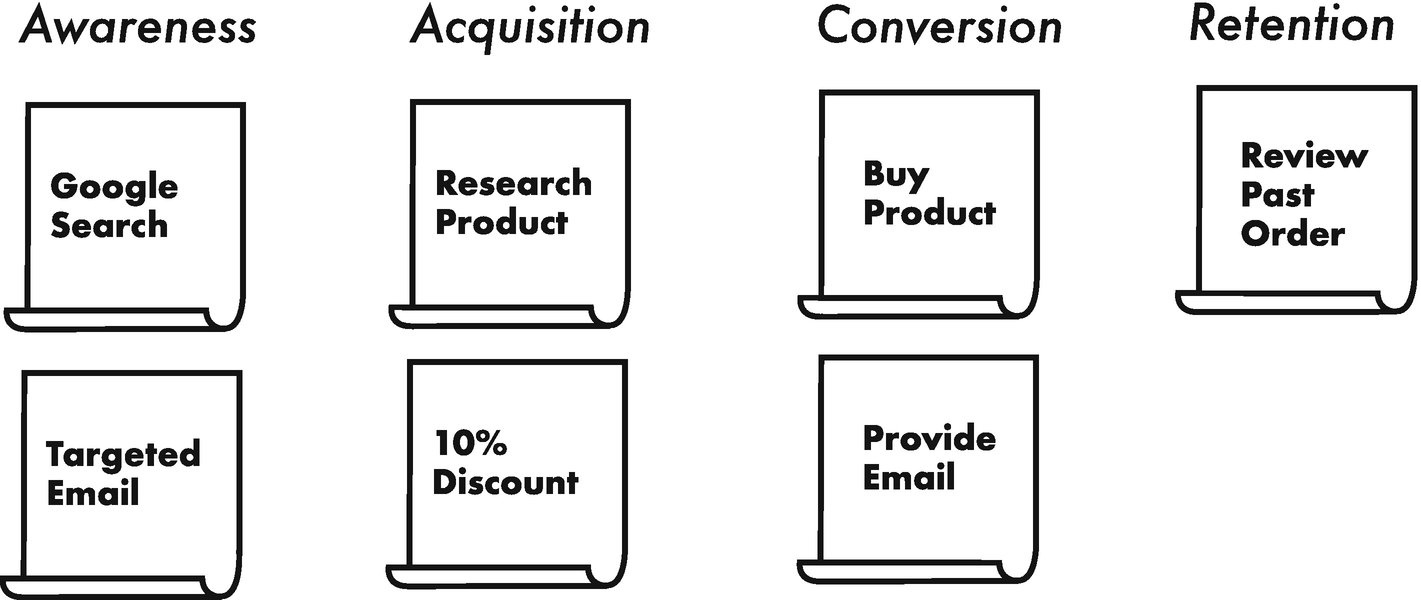 Awareness
Acquisition
Conversion
Retention
Google
Search
Research
Product
Buy
Product
Review
Past
Order
Targeted
Email
10%
Discount
Provide
Email